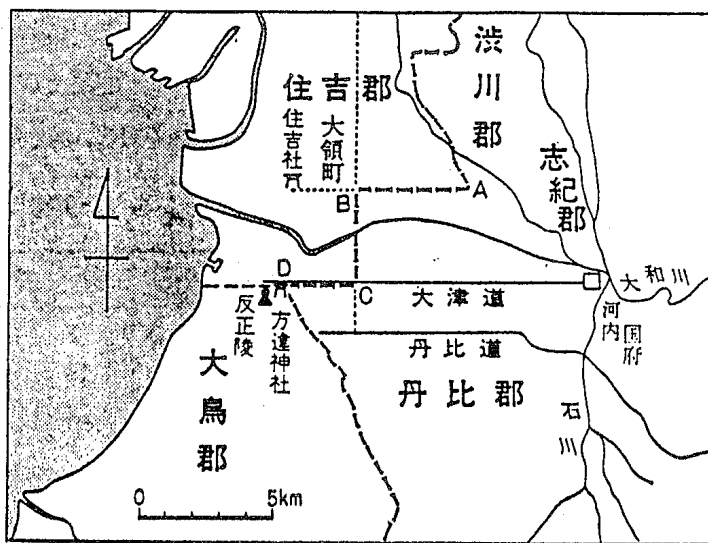 住吉郡
住吉社
大領町
渋川郡
志紀郡
A
B
大和川
D
C
大津道
河内
国府
反正陵
方違神社
丹比道
大鳥郡
丹比郡
石川
0
5km